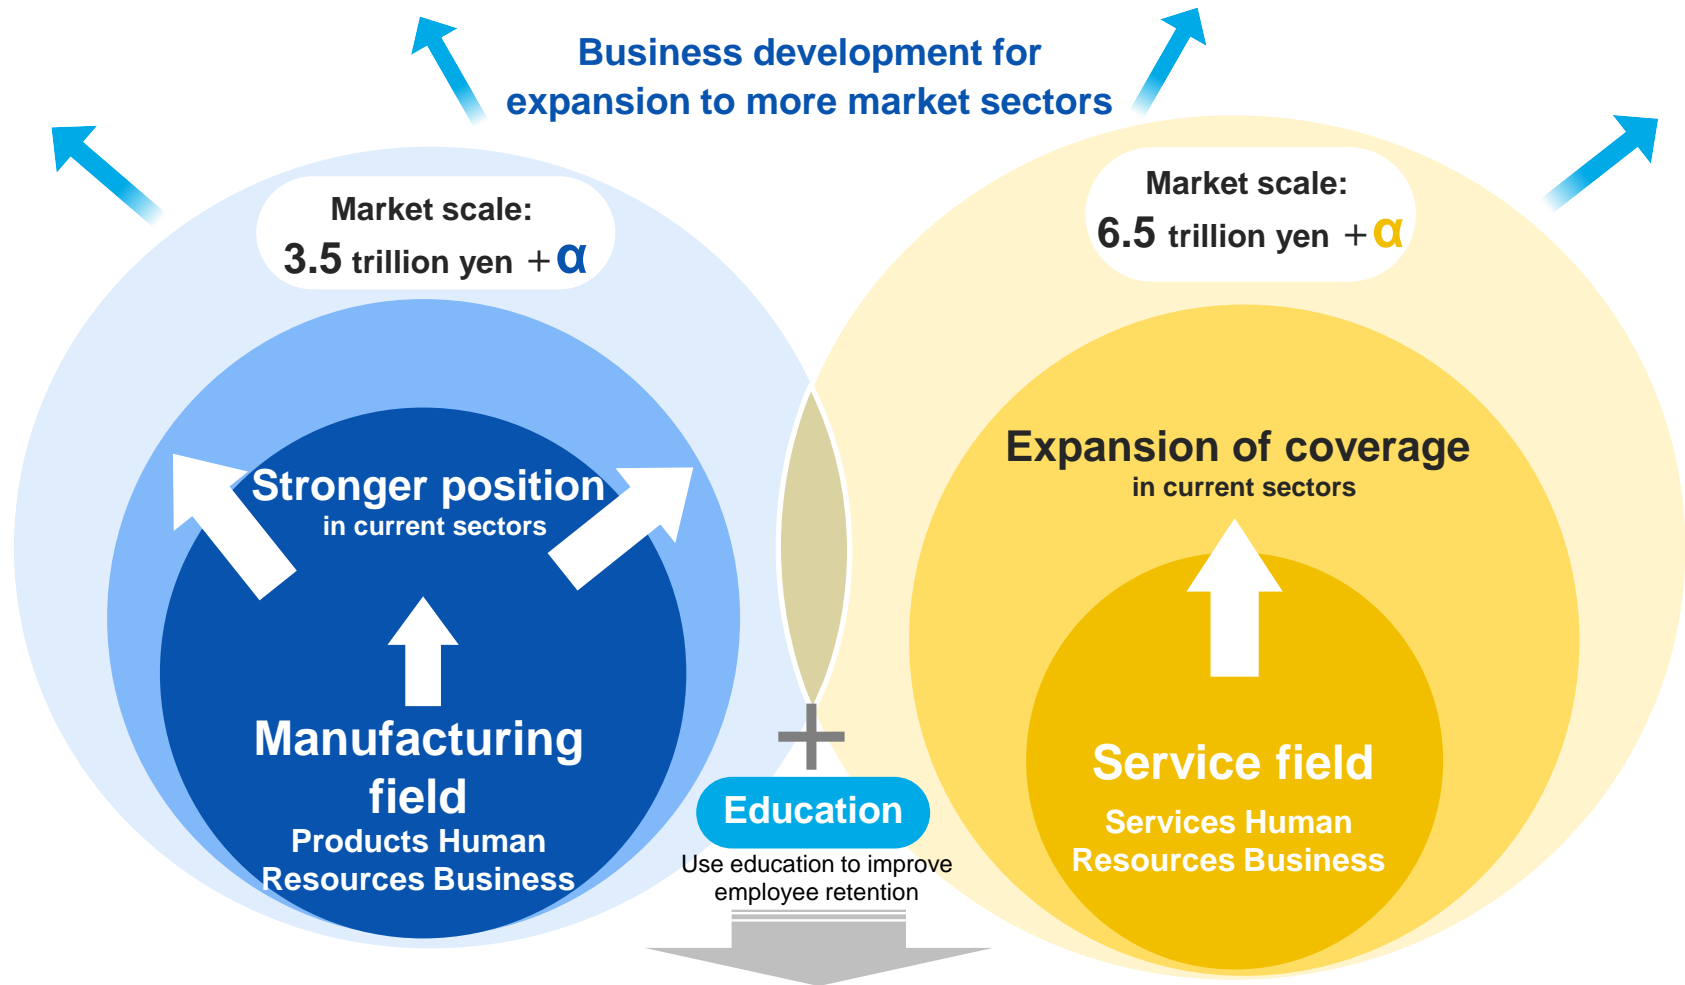 Business development for
expansion to more market sectors
Market scale:
3.5 trillion yen +α
Market scale:
6.5 trillion yen +α
Stronger position
in current sectors
Expansion of coverage
in current sectors
Manufacturing
field
Products Human
Resources Business
+
Education
Use education to improve
employee retention
Service field
Services Human
Resources Business